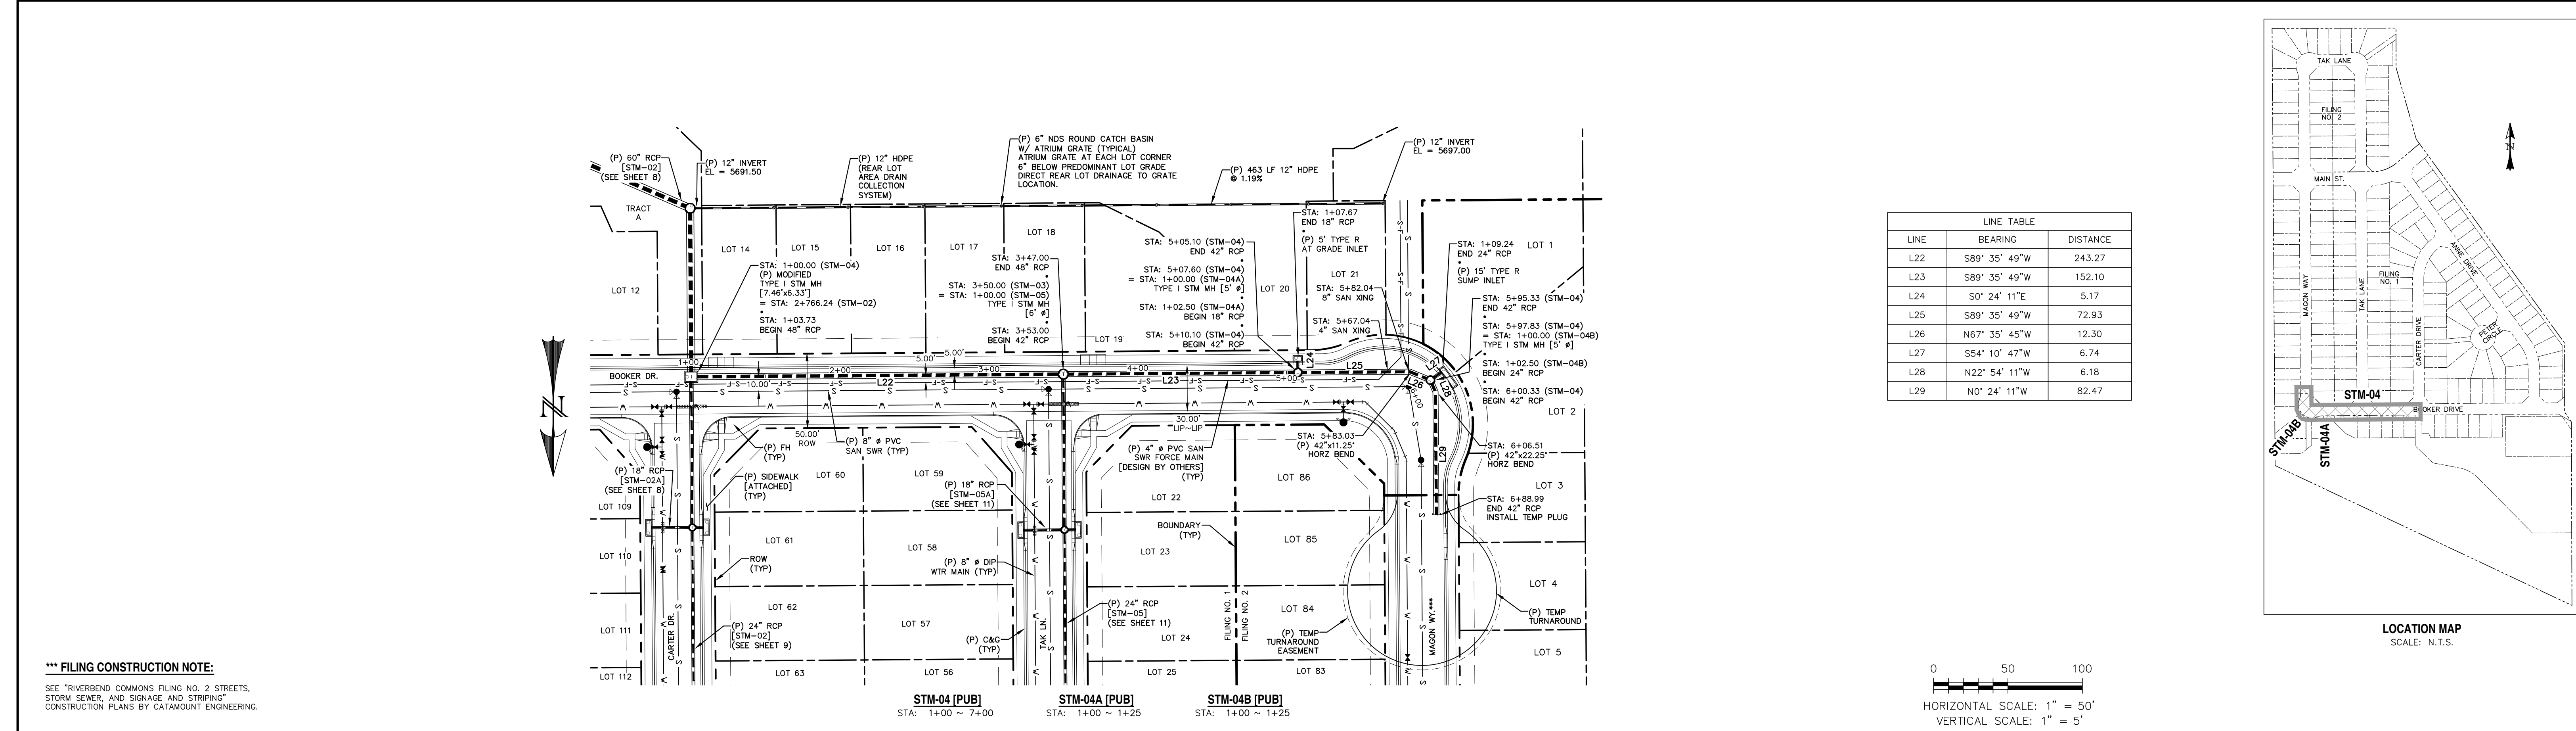 (P) 60" RCP
[STM-02]
(SEE SHEET 8)
(P) 12" INVERT
EL = 5691.50
(P) 12" HDPE
(REAR LOT
AREA DRAIN
COLLECTION
SYSTEM)
(P) 6" NDS ROUND CATCH BASIN
W/ ATRIUM GRATE (TYPICAL)
ATRIUM GRATE AT EACH LOT CORNER
6" BELOW PREDOMINANT LOT GRADE
DIRECT REAR LOT DRAINAGE TO GRATE
LOCATION.
(P) 463 LF 12" HDPE
@ 1.19%
(P) 12" INVERT
EL = 5697.00
TRACT
A
LOT 12
LOT 14
LOT 15
LOT 16
LOT 17
LOT 18
LOT 19
LOT 20
LOT 21
LOT 1
LOT 2
LOT 3
LOT 4
LOT 5
STA: 1+00.00 (STM-04)
(P) MODIFIED
TYPE I STM MH
[7.46'x6.33']
= STA: 2+766.24 (STM-02)
•
STA: 1+03.73
BEGIN 48" RCP
STA: 3+47.00
END 48" RCP
•
STA: 3+50.00 (STM-03)
= STA: 1+00.00 (STM-05)
TYPE I STM MH
[6' ø]
•
STA: 3+53.00
BEGIN 42" RCP
STA: 5+05.10 (STM-04)
END 42" RCP
•
STA: 5+07.60 (STM-04)
= STA: 1+00.00 (STM-04A)
TYPE I STM MH [5' ø]
•
STA: 1+02.50 (STM-04A)
BEGIN 18" RCP
•
STA: 5+10.10 (STM-04)
BEGIN 42" RCP
STA: 1+07.67
END 18" RCP
•
(P) 5' TYPE R
AT GRADE INLET
STA: 5+82.04
8" SAN XING
STA: 5+67.04
4" SAN XING
STA: 1+09.24
END 24" RCP
•
(P) 15' TYPE R
SUMP INLET
STA: 5+95.33 (STM-04)
END 42" RCP
•
STA: 5+97.83 (STM-04)
= STA: 1+00.00 (STM-04B)
TYPE I STM MH [5' ø]
•
STA: 1+02.50 (STM-04B)
BEGIN 24" RCP
•
STA: 6+00.33 (STM-04)
BEGIN 42" RCP
N
BOOKER DR.
1+00
2+00
3+00
4+00
5+00
6+00
L22
L23
L24
L25
L26
L27
L28
L29
5.00'
5.00'
10.00'
50.00'
ROW
30.00'
LIP~LIP
(P) FH
(TYP)
(P) 8" ø PVC
SAN SWR (TYP)
(P) 4" ø PVC SAN
SWR FORCE MAIN
[DESIGN BY OTHERS]
(TYP)
STA: 5+83.03
(P) 42"x11.25°
HORZ BEND
STA: 6+06.51
(P) 42"x22.25°
HORZ BEND
STA: 6+88.99
END 42" RCP
INSTALL TEMP PLUG
(P) 18" RCP
[STM-02A]
(SEE SHEET 8)
(P) SIDEWALK
[ATTACHED]
(TYP)
(P) 18" RCP
[STM-05A]
(SEE SHEET 11)
LOT 60
LOT 59
LOT 22
LOT 86
LOT 109
LOT 110
LOT 111
LOT 112
LOT 61
LOT 58
LOT 23
LOT 85
BOUNDARY
(TYP)
ROW
(TYP)
(P) 8" ø DIP
WTR MAIN (TYP)
LOT 62
LOT 57
LOT 24
LOT 84
LOT 63
LOT 56
LOT 25
LOT 83
(P) 24" RCP
[STM-02]
(SEE SHEET 9)
(P) C&G
(TYP)
(P) 24" RCP
[STM-05]
(SEE SHEET 11)
CARTER DR.
TAK LN.
FILING NO. 1
FILING NO. 2
MAGON WY.***
(P) TEMP
TURNAROUND
EASEMENT
(P) TEMP
TURNAROUND
STM-04 [PUB]
STA: 1+00 ~ 7+00
STM-04A [PUB]
STA: 1+00 ~ 1+25
STM-04B [PUB]
STA: 1+00 ~ 1+25
*** FILING CONSTRUCTION NOTE:
SEE "RIVERBEND COMMONS FILING NO. 2 STREETS,
STORM SEWER, AND SIGNAGE AND STRIPING"
CONSTRUCTION PLANS BY CATAMOUNT ENGINEERING.
LINE TABLE
LINE BEARING DISTANCE
L22 S89° 35' 49"W 243.27
L23 S89° 35' 49"W 152.10
L24 S0° 24' 11"E 5.17
L25 S89° 35' 49"W 72.93
L26 N67° 35' 45"W 12.30
L27 S54° 10' 47"W 6.74
L28 N22° 54' 11"W 6.18
L29 N0° 24' 11"W 82.47
0 50 100
HORIZONTAL SCALE: 1" = 50'
VERTICAL SCALE: 1" = 5'
TAK LANE
FILING
NO. 2
N
MAIN ST.
MAGON WAY
TAK LANE
FILING
NO. 1
ANNE DRIVE
CARTER DRIVE
PETER
CIRCLE
STM-04
BOOKER DRIVE
STM-04B
STM-04A
LOCATION MAP
SCALE: N.T.S.